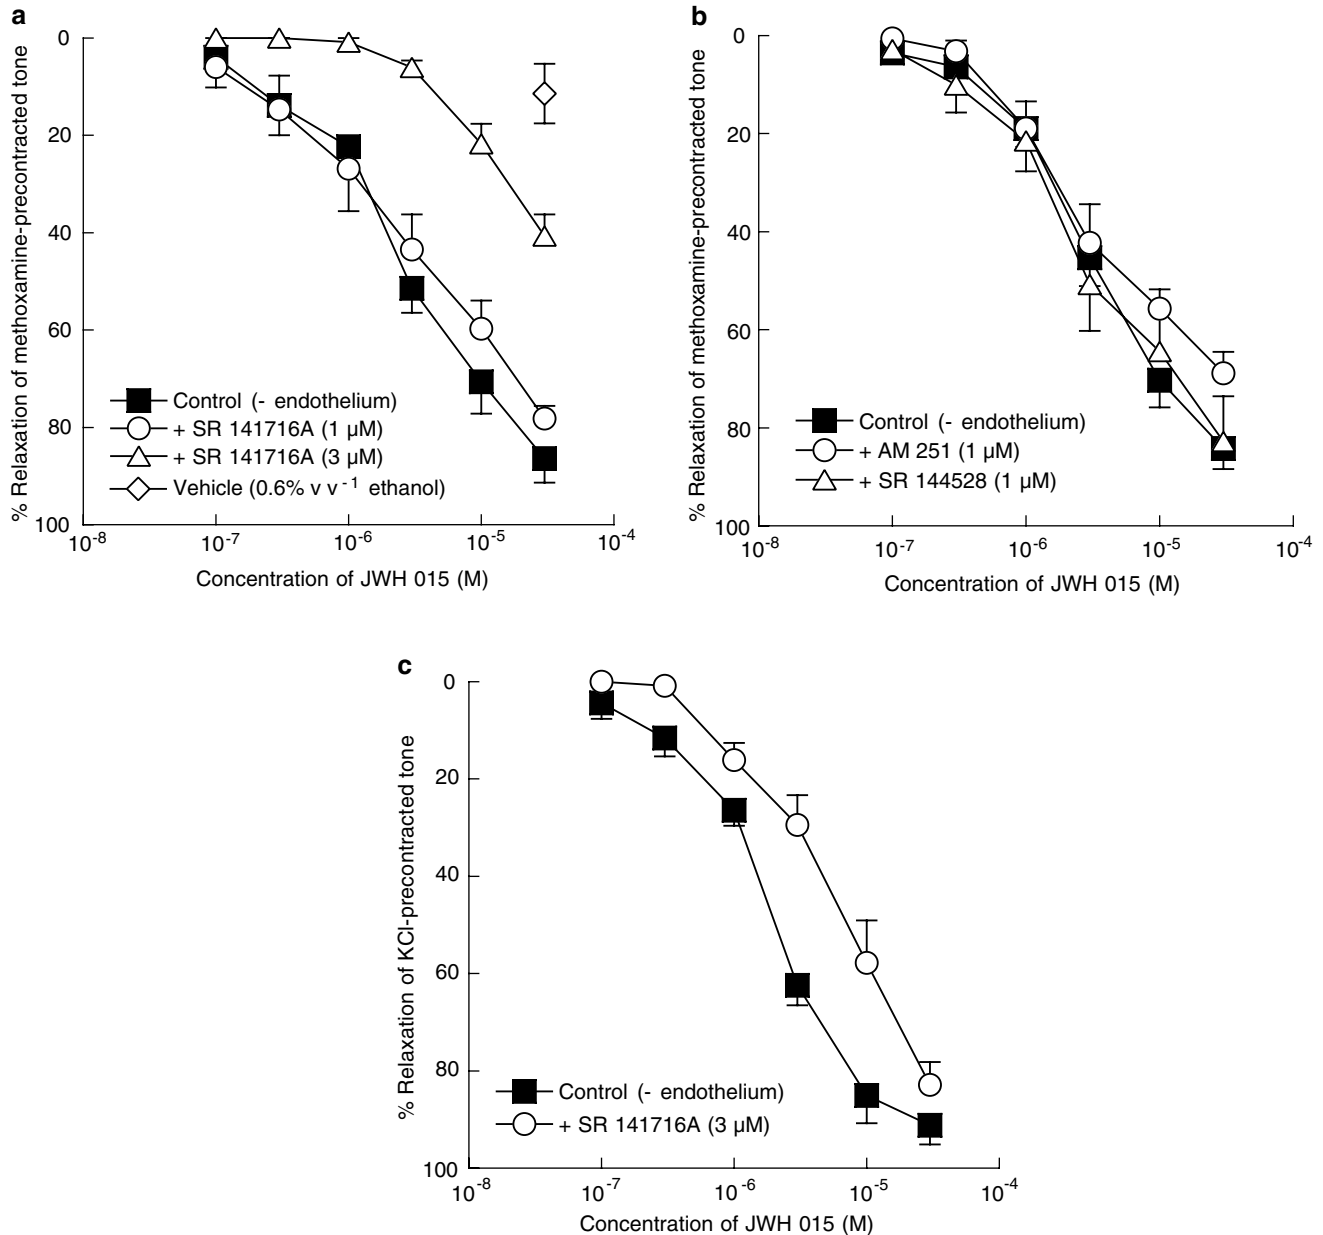 a
% Relaxation of methoxamine-precontracted tone
0
20
40
60
80
100
Control (- endothelium)
+ SR 141716A (1 µM)
+ SR 141716A (3 µM)
Vehicle (0.6% v v⁻¹ ethanol)
10⁻⁸ 10⁻⁷ 10⁻⁶ 10⁻⁵ 10⁻⁴
Concentration of JWH 015 (M)
b
% Relaxation of methoxamine-precontracted tone
0
20
40
60
80
100
Control (- endothelium)
+ AM 251 (1 µM)
+ SR 144528 (1 µM)
10⁻⁸ 10⁻⁷ 10⁻⁶ 10⁻⁵ 10⁻⁴
Concentration of JWH 015 (M)
c
% Relaxation of KCl-precontracted tone
0
20
40
60
80
100
Control (- endothelium)
+ SR 141716A (3 µM)
10⁻⁸ 10⁻⁷ 10⁻⁶ 10⁻⁵ 10⁻⁴
Concentration of JWH 015 (M)